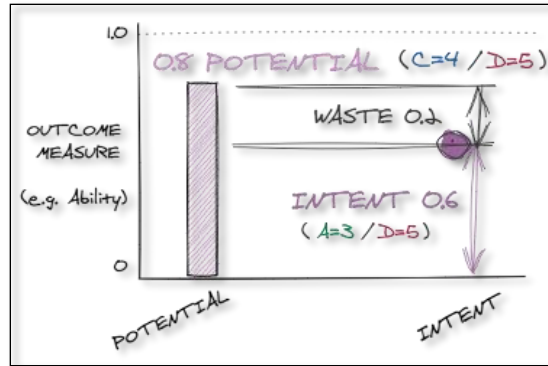 1.0
0.8 POTENTIAL (C=4 / D=5)
WASTE 0.2
OUTCOME
MEASURE
(e.g. Ability)
INTENT 0.6
(A=3 / D=5)
0
POTENTIAL
INTENT